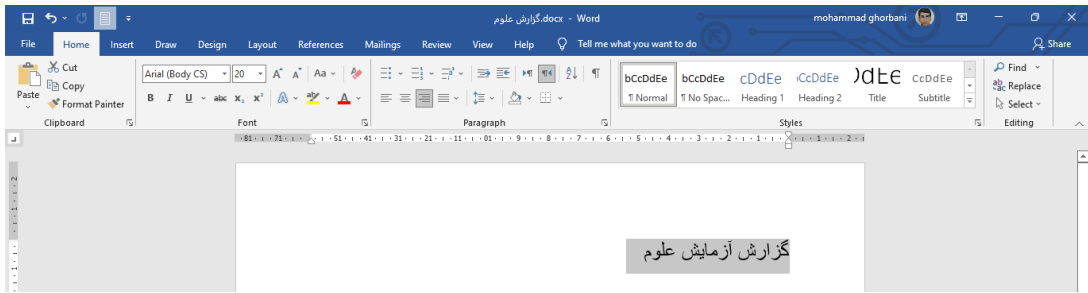 گزارش علوم.docx - Word
mohammad ghorbani
File Home Insert Draw Design Layout References Mailings Review View Help Tell me what you want to do Share
Paste
Cut
Copy
Format Painter
Clipboard
Arial (Body CS) 20
Font
Paragraph
bCcDdEe bCcDdEe cDdEe CcDdEe CcDdEe
¶ Normal ¶ No Spac... Heading 1 Heading 2 Title Subtitle
Styles
Find
Replace
Select
Editing
گزارش آزمایش علوم